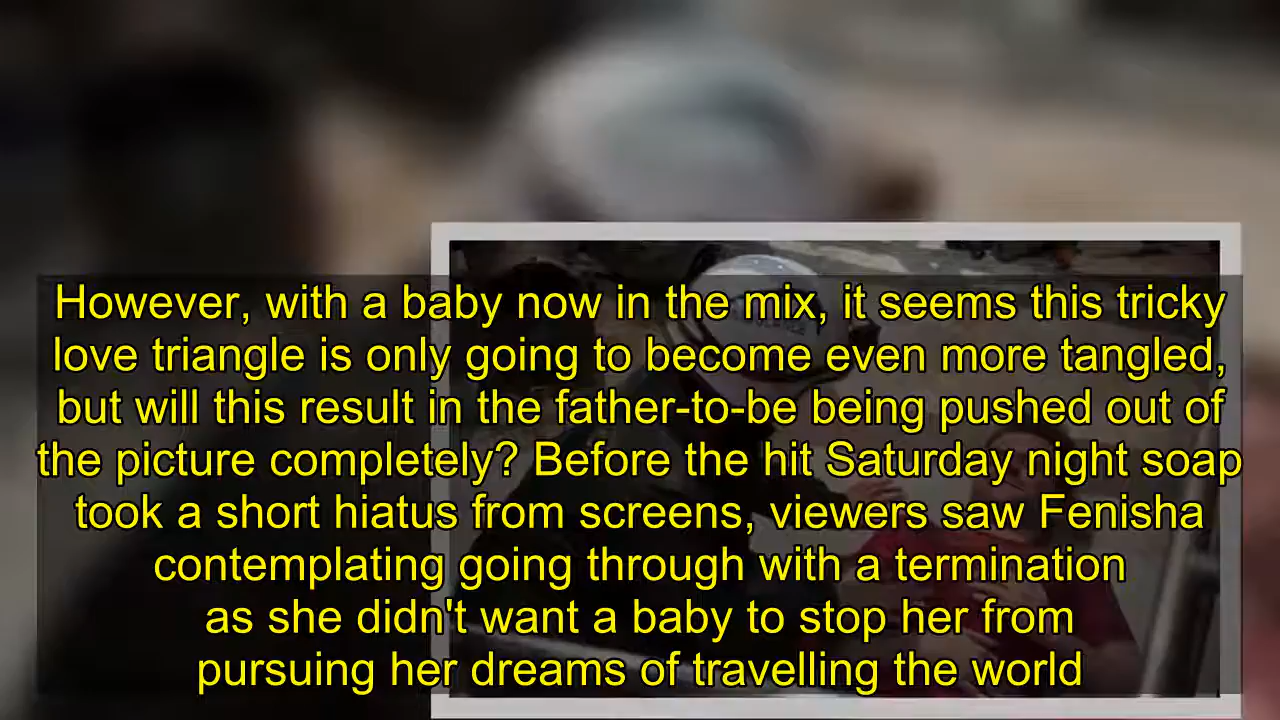 However, with a baby now in the mix, it seems this tricky
love triangle is only going to become even more tangled,
but will this result in the father-to-be being pushed out of
the picture completely? Before the hit Saturday night soap
took a short hiatus from screens, viewers saw Fenisha
contemplating going through with a termination
as she didn't want a baby to stop her from
pursuing her dreams of travelling the world